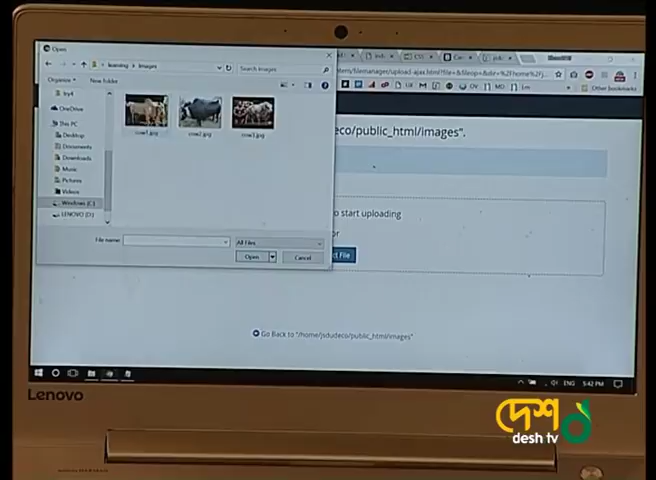 Open
learning › images
Search images
Organize
New folder
try4
OneDrive
This PC
Desktop
Documents
Downloads
Music
Pictures
Videos
Windows (C:)
LENOVO (D:)
cow1.jpg
cow2.jpg
cow3.jpg
File name:
All Files
Open
Cancel
deco/public_html/images".
o start uploading
or
ct File
Go Back to "/home/jsdudeco/public_html/images"
Other bookmarks
ENG
5:42 PM
Lenovo
দেশ
desh tv